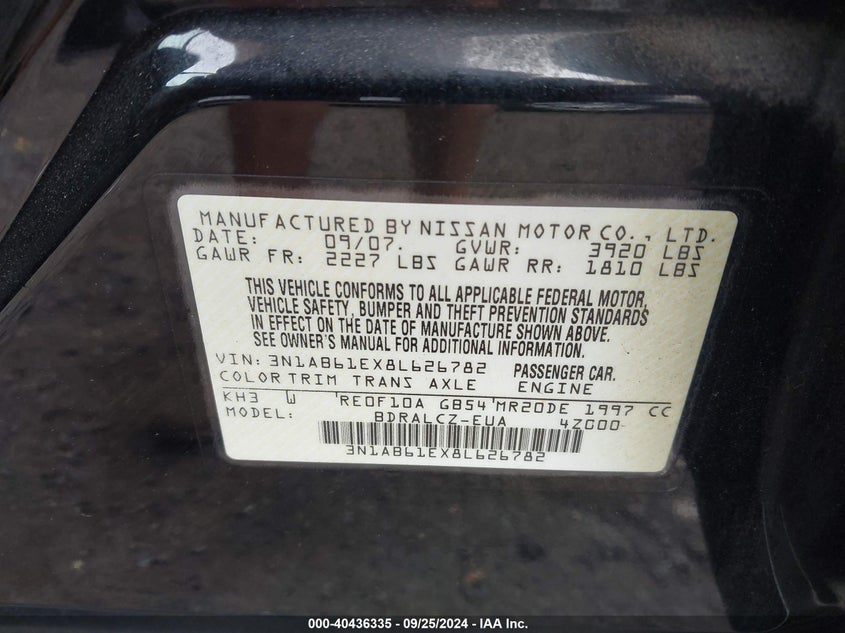 MANUFACTURED BY NISSAN MOTOR CO., LTD.
DATE: 09/07. GVWR: 3920 LBS
GAWR FR: 2227 LBS GAWR RR: 1810 LBS
THIS VEHICLE CONFORMS TO ALL APPLICABLE FEDERAL MOTOR
VEHICLE SAFETY, BUMPER AND THEFT PREVENTION STANDARDS
IN EFFECT ON THE DATE OF MANUFACTURE SHOWN ABOVE.
SEE OWNER'S MANUAL FOR ADDITIONAL INFORMATION.
VIN: 3N1AB61EX8L626782 PASSENGER CAR.
COLOR TRIM TRANS AXLE ENGINE
KH3 W 'RE0F10A GB54'MR20DE 1997 CC
MODEL: BDRALCZ-EUA 4Z000-
3N1AB61EX8L626782
000-40436335 - 09/25/2024 - IAA Inc.